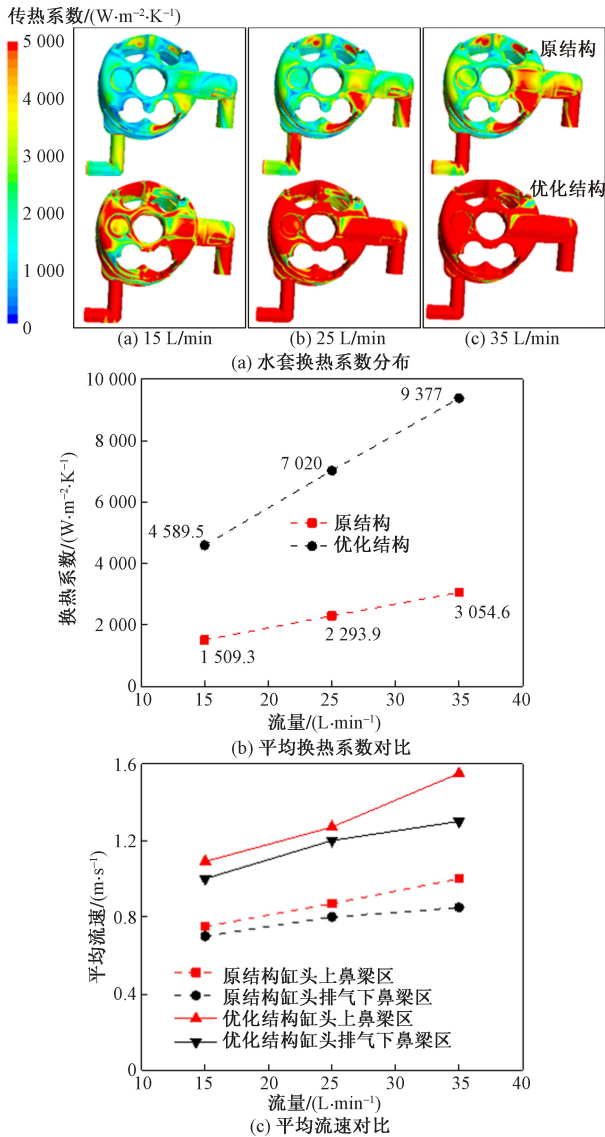 传热系数/(W·m⁻²·K⁻¹)
5 000
4 000
3 000
2 000
1 000
0
原结构
优化结构
(a) 15 L/min
(b) 25 L/min
(c) 35 L/min
(a) 水套换热系数分布
换热系数/(W·m⁻²·K⁻¹)
10 000
8 000
6 000
4 000
2 000
0
9 377
7 020
4 589.5
原结构
优化结构
3 054.6
2 293.9
1 509.3
10 15 20 25 30 35 40
流量/(L·min⁻¹)
(b) 平均换热系数对比
平均流速/(m·s⁻¹)
1.6
1.2
0.8
0.4
0
原结构缸头上鼻梁区
原结构缸头排气下鼻梁区
优化结构缸头上鼻梁区
优化结构缸头排气下鼻梁区
10 15 20 25 30 35 40
流量/(L·min⁻¹)
(c) 平均流速对比